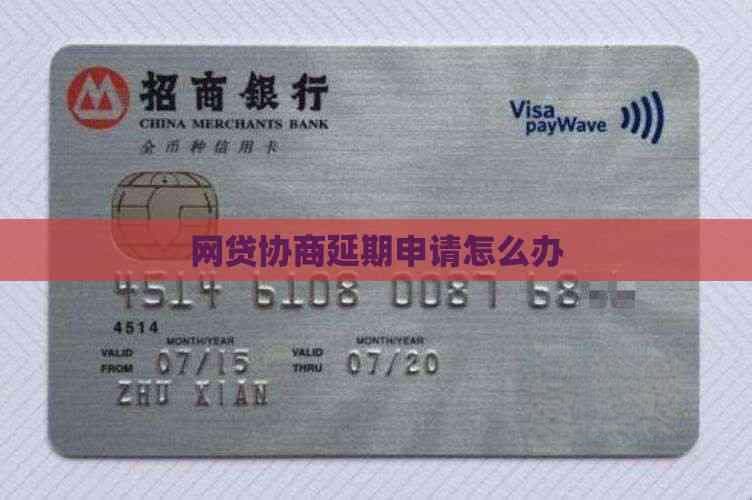 招商銀行
CHINA MERCHANTS BANK
全币种信用卡
Visa
payWave
网贷协商延期申请怎么办
4514 6108 0087 68
4514
MONTH/YEAR MONTH/YEAR
VALID FROM 07/15 VALID THRU 07/20
ZHU XIAN